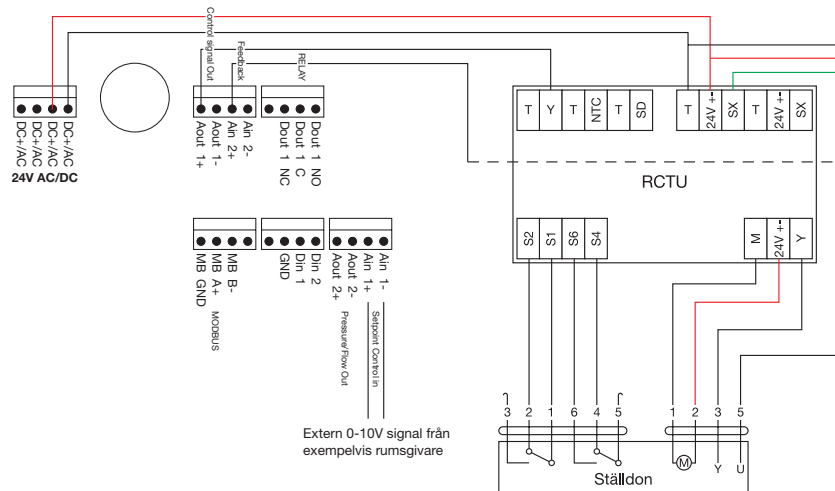 Control signal Out
Feedback
RELAY
DC+/AC
DC+/AC
DC+/AC
DC+/AC
24V AC/DC
Aout 1+
Aout 1-
Ain 2+
Ain 2-
Dout 1 NC
Dout 1 C
Dout 1 NO
T
Y
T
NTC
T
SD
T
24V +-
SX
T
24V +-
SX
RCTU
S2
S1
S6
S4
M
24V +-
Y
MB GND
MB A+
MB B-
MODBUS
GND
Din 1
Din 2
Aout 2+
Aout 2-
Ain 1+
Ain 1-
Pressure/Flow Out
Setpoint Control in
Extern 0-10V signal från
exempelvis rumsgivare
3 2 1 6 4 5
1 2 3 5
M
Y
U
Ställdon